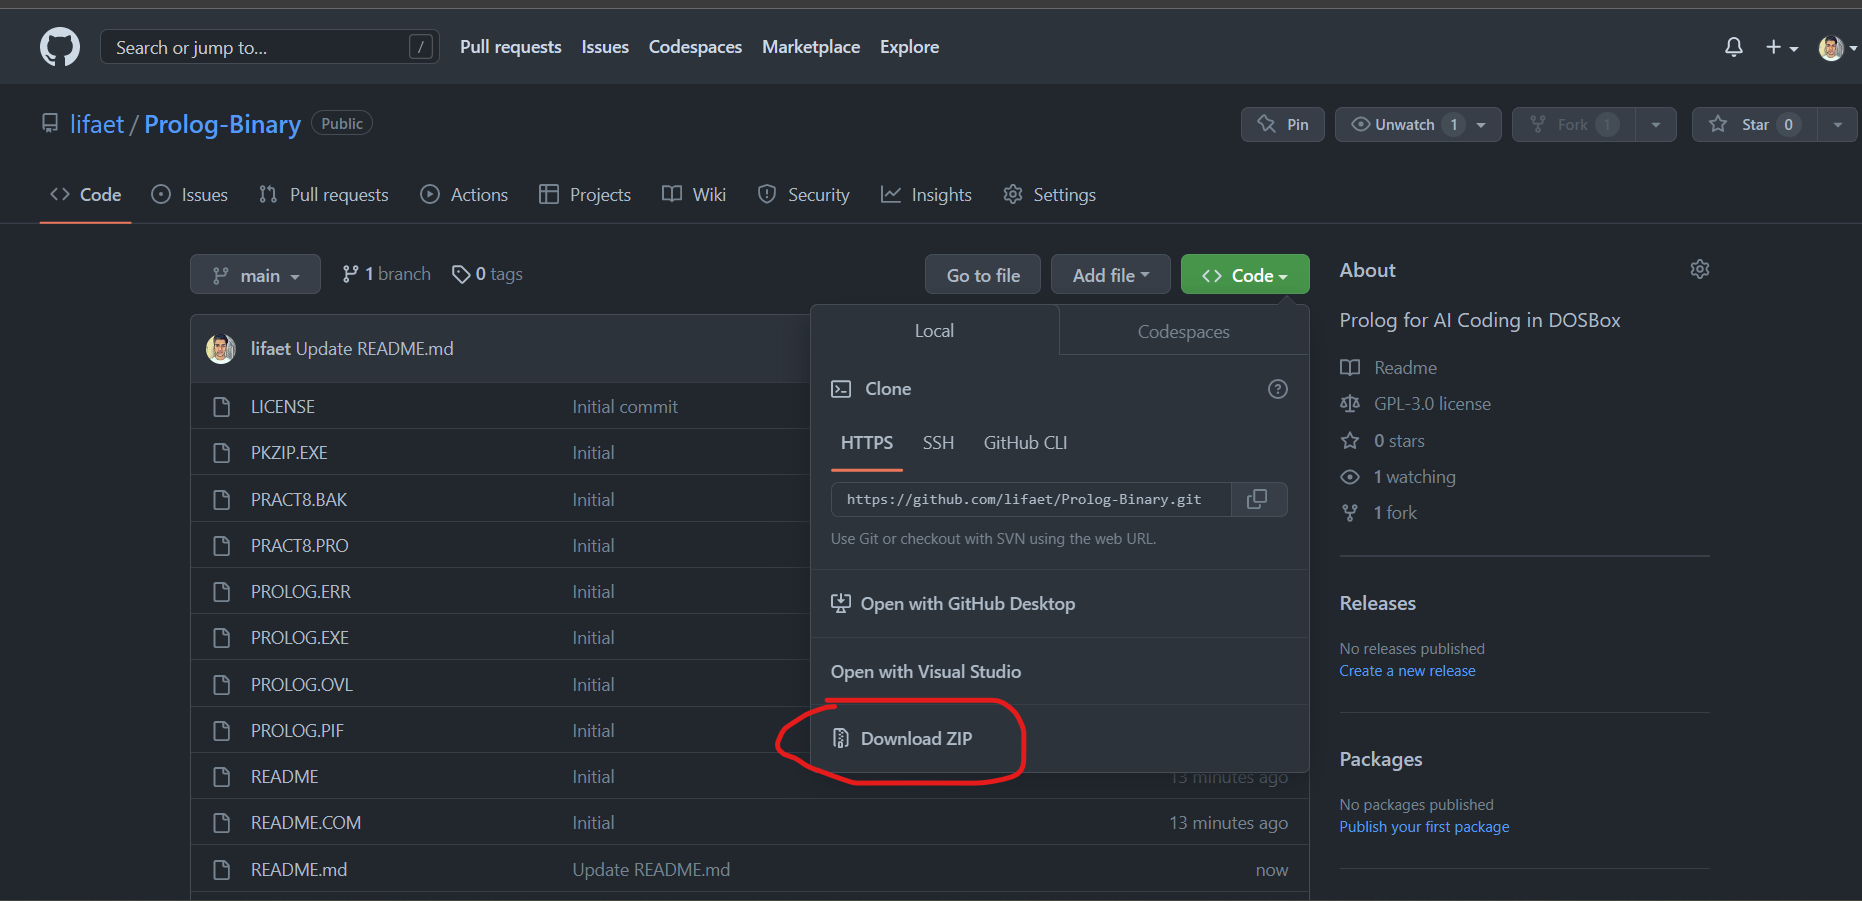 Search or jump to... /
Pull requests Issues Codespaces Marketplace Explore
lifaet / Prolog-Binary Public
Pin Unwatch 1 Fork 1 Star 0
Code Issues Pull requests Actions Projects Wiki Security Insights Settings
main 1 branch 0 tags Go to file Add file Code
lifaet Update README.md
LICENSE Initial commit
PKZIP.EXE Initial
PRACT8.BAK Initial
PRACT8.PRO Initial
PROLOG.ERR Initial
PROLOG.EXE Initial
PROLOG.OVL Initial
PROLOG.PIF Initial
README Initial 13 minutes ago
README.COM Initial 13 minutes ago
README.md Update README.md now
Local Codespaces
Clone
HTTPS SSH GitHub CLI
https://github.com/lifaet/Prolog-Binary.git
Use Git or checkout with SVN using the web URL.
Open with GitHub Desktop
Open with Visual Studio
Download ZIP
About
Prolog for AI Coding in DOSBox
Readme
GPL-3.0 license
0 stars
1 watching
1 fork
Releases
No releases published
Create a new release
Packages
No packages published
Publish your first package